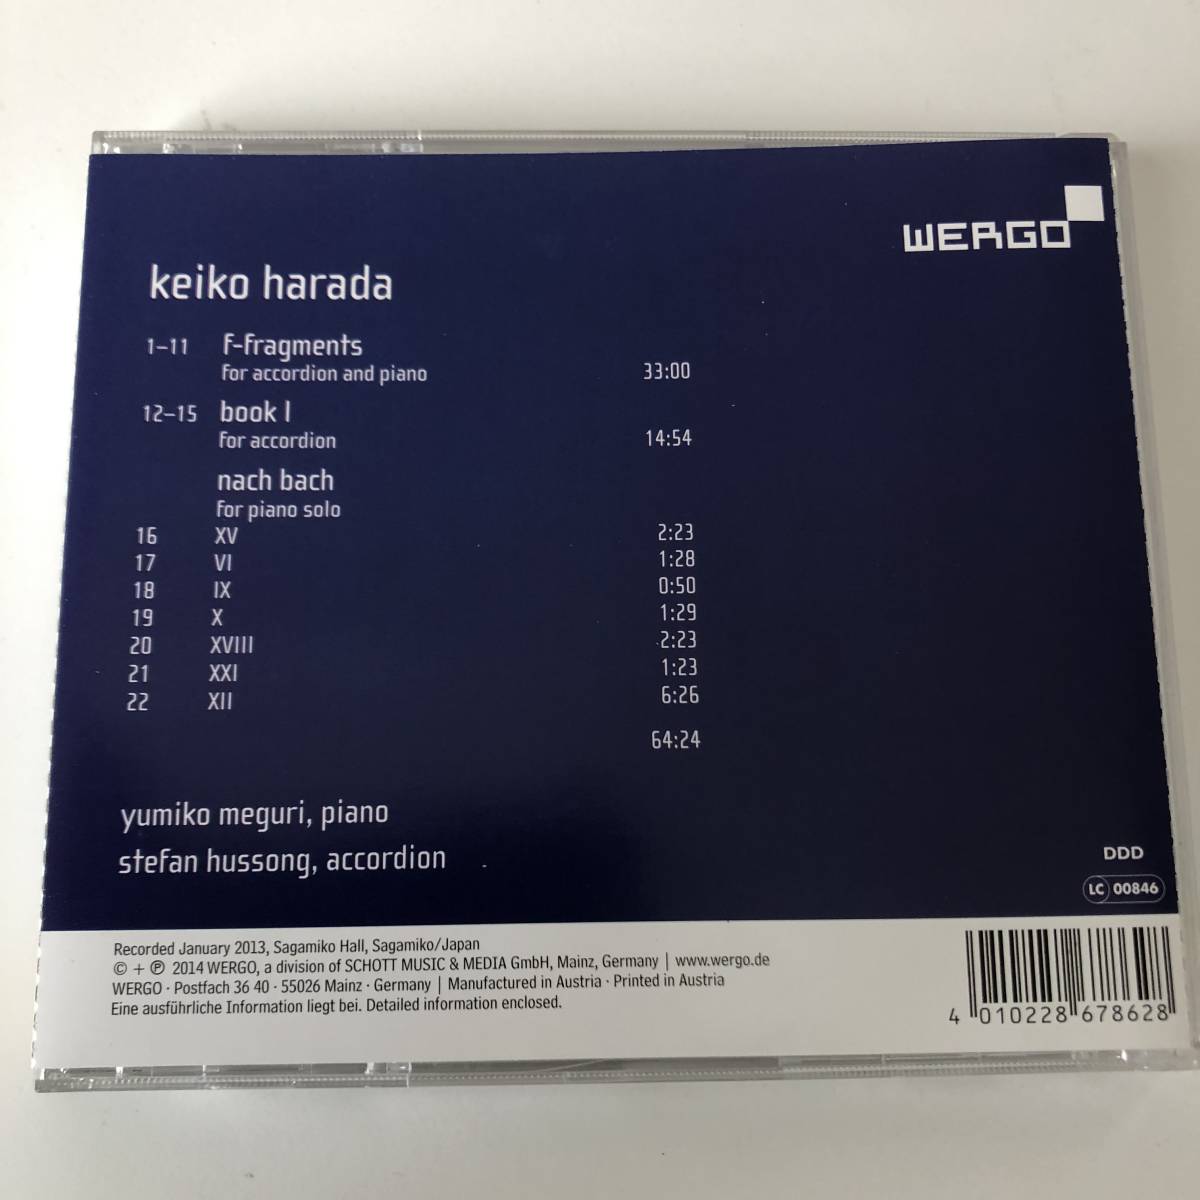 WERGO
keiko harada
1–11 f-fragments
for accordion and piano 33:00
12–15 book I
for accordion 14:54
nach bach
for piano solo
16 XV 2:23
17 VI 1:28
18 IX 0:50
19 X 1:29
20 XVIII 2:23
21 XXI 1:23
22 XII 6:26
64:24
yumiko meguri, piano
stefan hussong, accordion
DDD
LC 00846
Recorded January 2013, Sagamiko Hall, Sagamiko/Japan
© + ℗ 2014 WERGO, a division of SCHOTT MUSIC & MEDIA GmbH, Mainz, Germany | www.wergo.de
WERGO · Postfach 36 40 · 55026 Mainz · Germany | Manufactured in Austria · Printed in Austria
Eine ausführliche Information liegt bei. Detailed information enclosed.
4 010228 678628